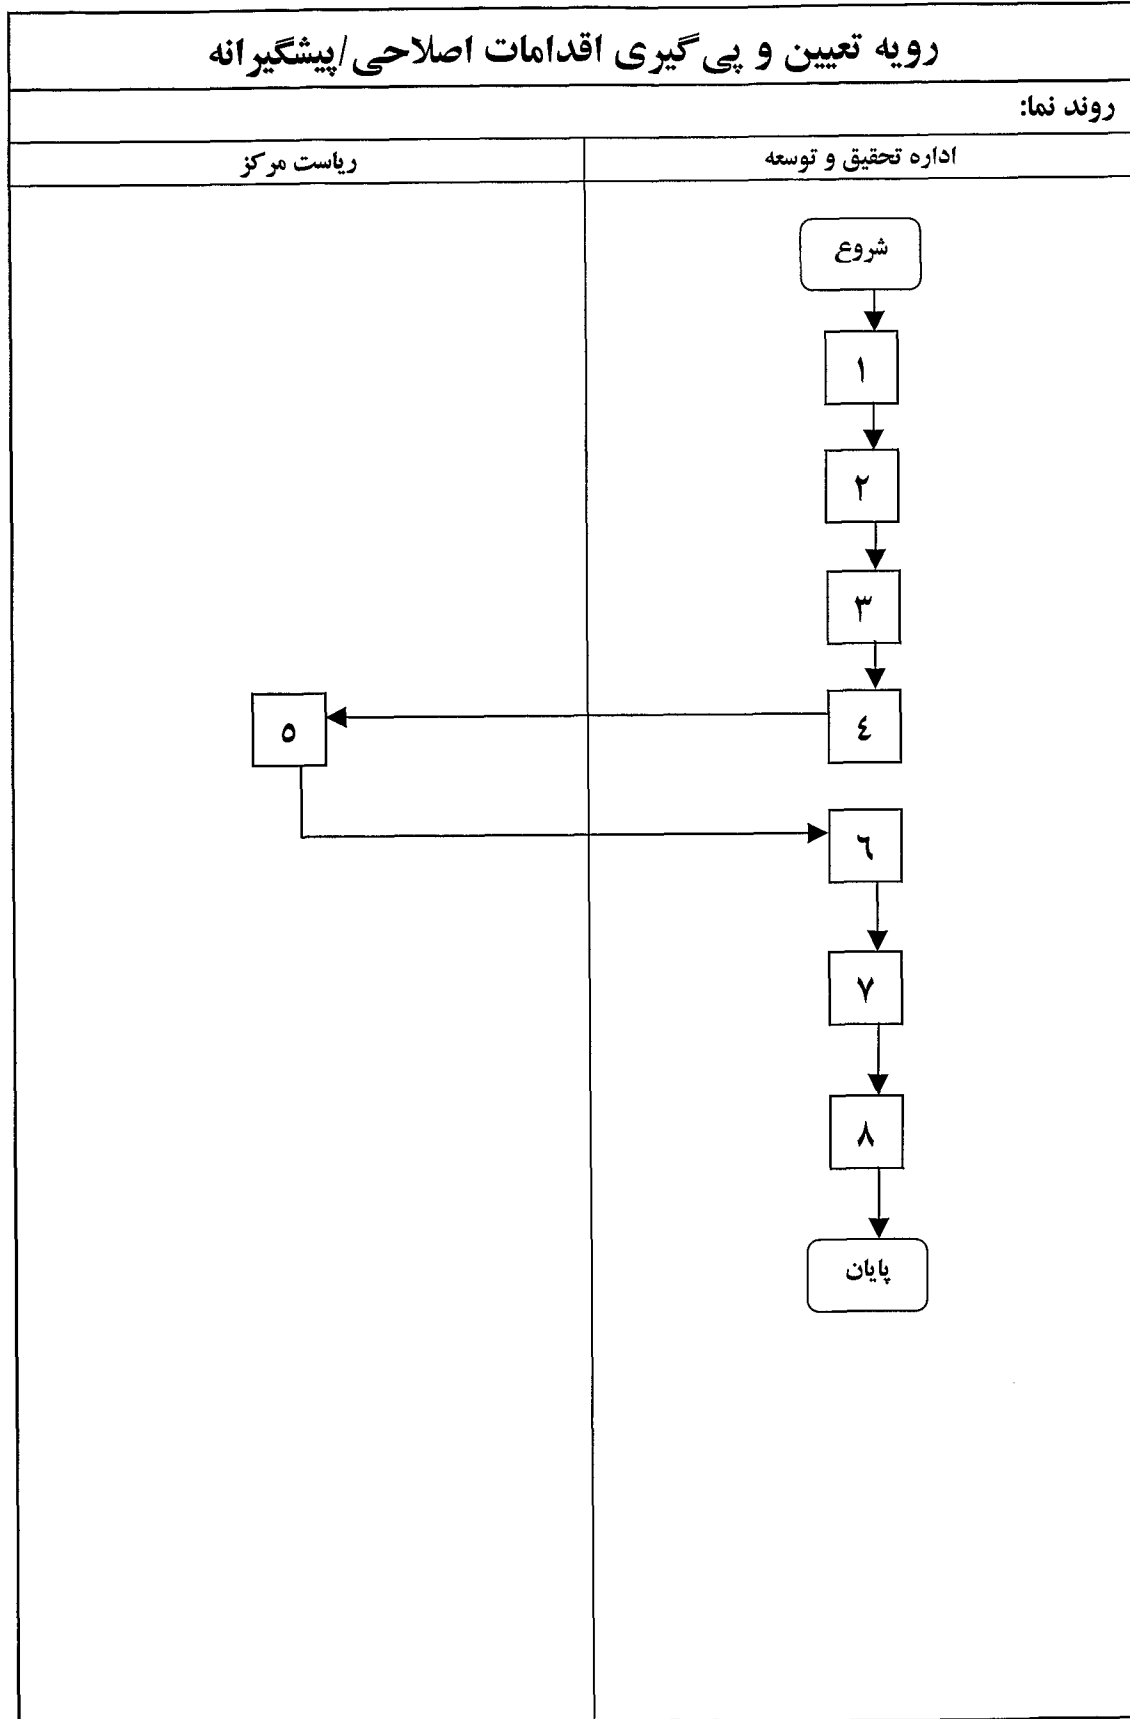 رویه تعیین و پی گیری اقدامات اصلاحی/پیشگیرانه
روند نما:
اداره تحقیق و توسعه
ریاست مرکز
شروع
۱
۲
۳
٤
٥
٦
۷
۸
پایان